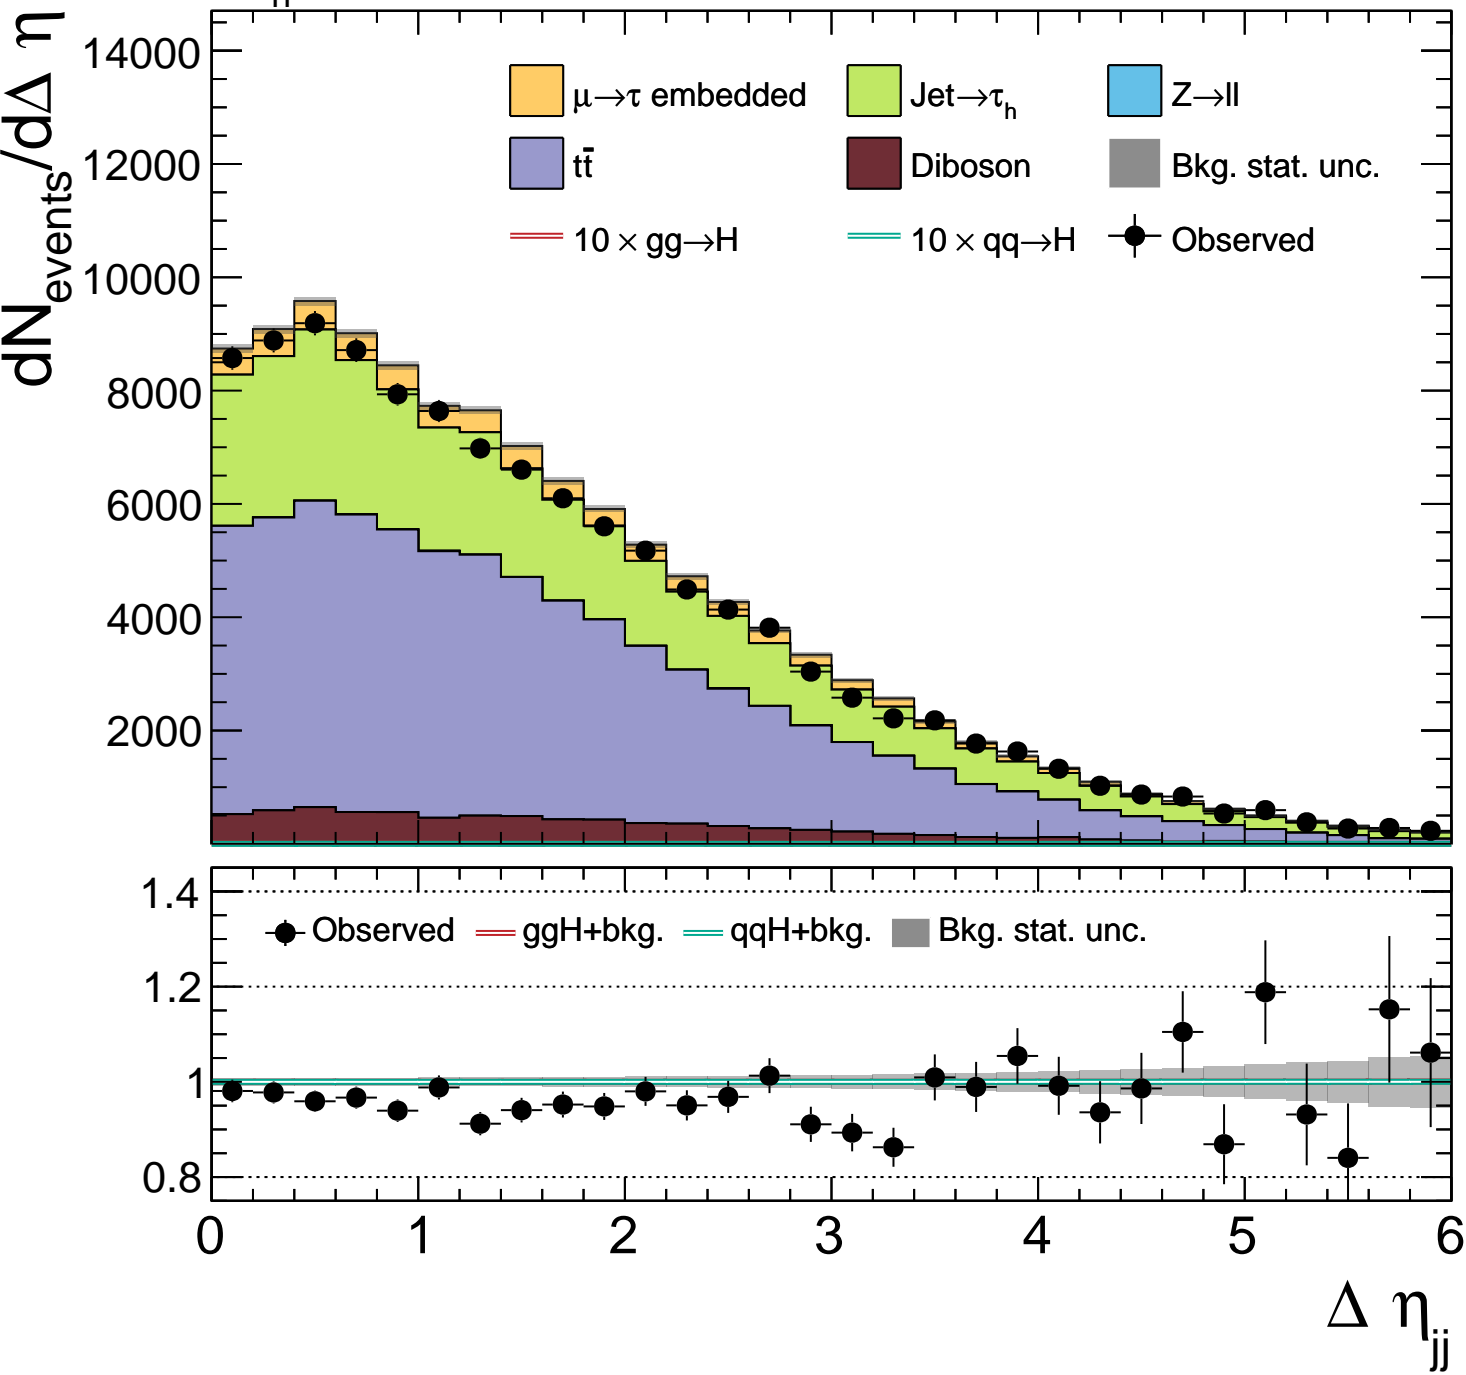 dN_events/dΔ η
14000
12000
10000
8000
6000
4000
2000
μ→τ embedded Jet→τ_h Z→ll
tt̄ Diboson Bkg. stat. unc.
10 × gg→H 10 × qq→H Observed
1.4
1.2
1
0.8
Observed ggH+bkg. qqH+bkg. Bkg. stat. unc.
0 1 2 3 4 5 6
Δ η_jj